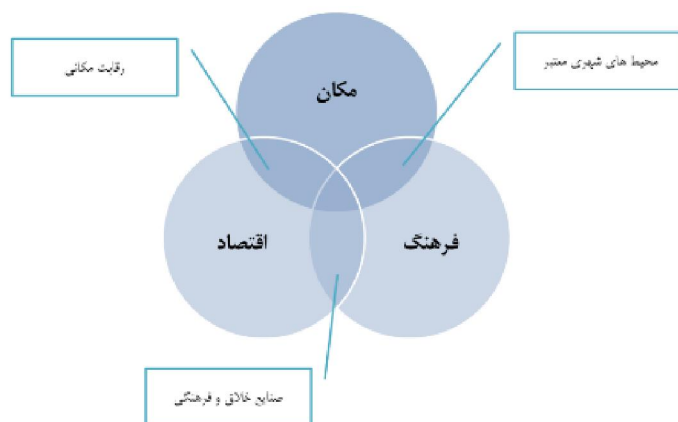 محیط های شهری معتبر
رقابت مکانی
مکان
فرهنگ
اقتصاد
صنایع خلاق و فرهنگی